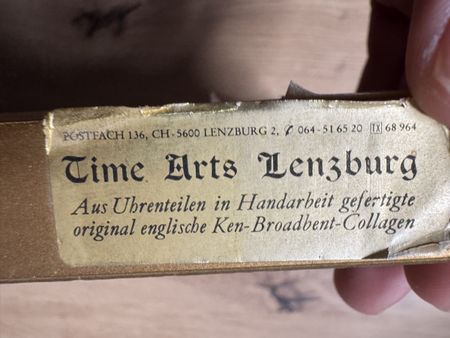 POSTFACH 136, CH-5600 LENZBURG 2, ✆ 064-51 65 20 TX 68 964
Time Arts Lenzburg
Aus Uhrenteilen in Handarbeit gefertigte
original englische Ken-Broadbent-Collagen